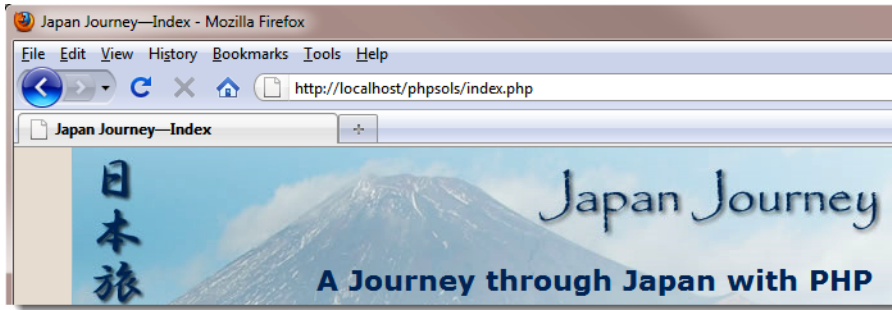 Japan Journey—Index - Mozilla Firefox
File Edit View History Bookmarks Tools Help
http://localhost/phpsols/index.php
Japan Journey—Index
日本旅
Japan Journey
A Journey through Japan with PHP